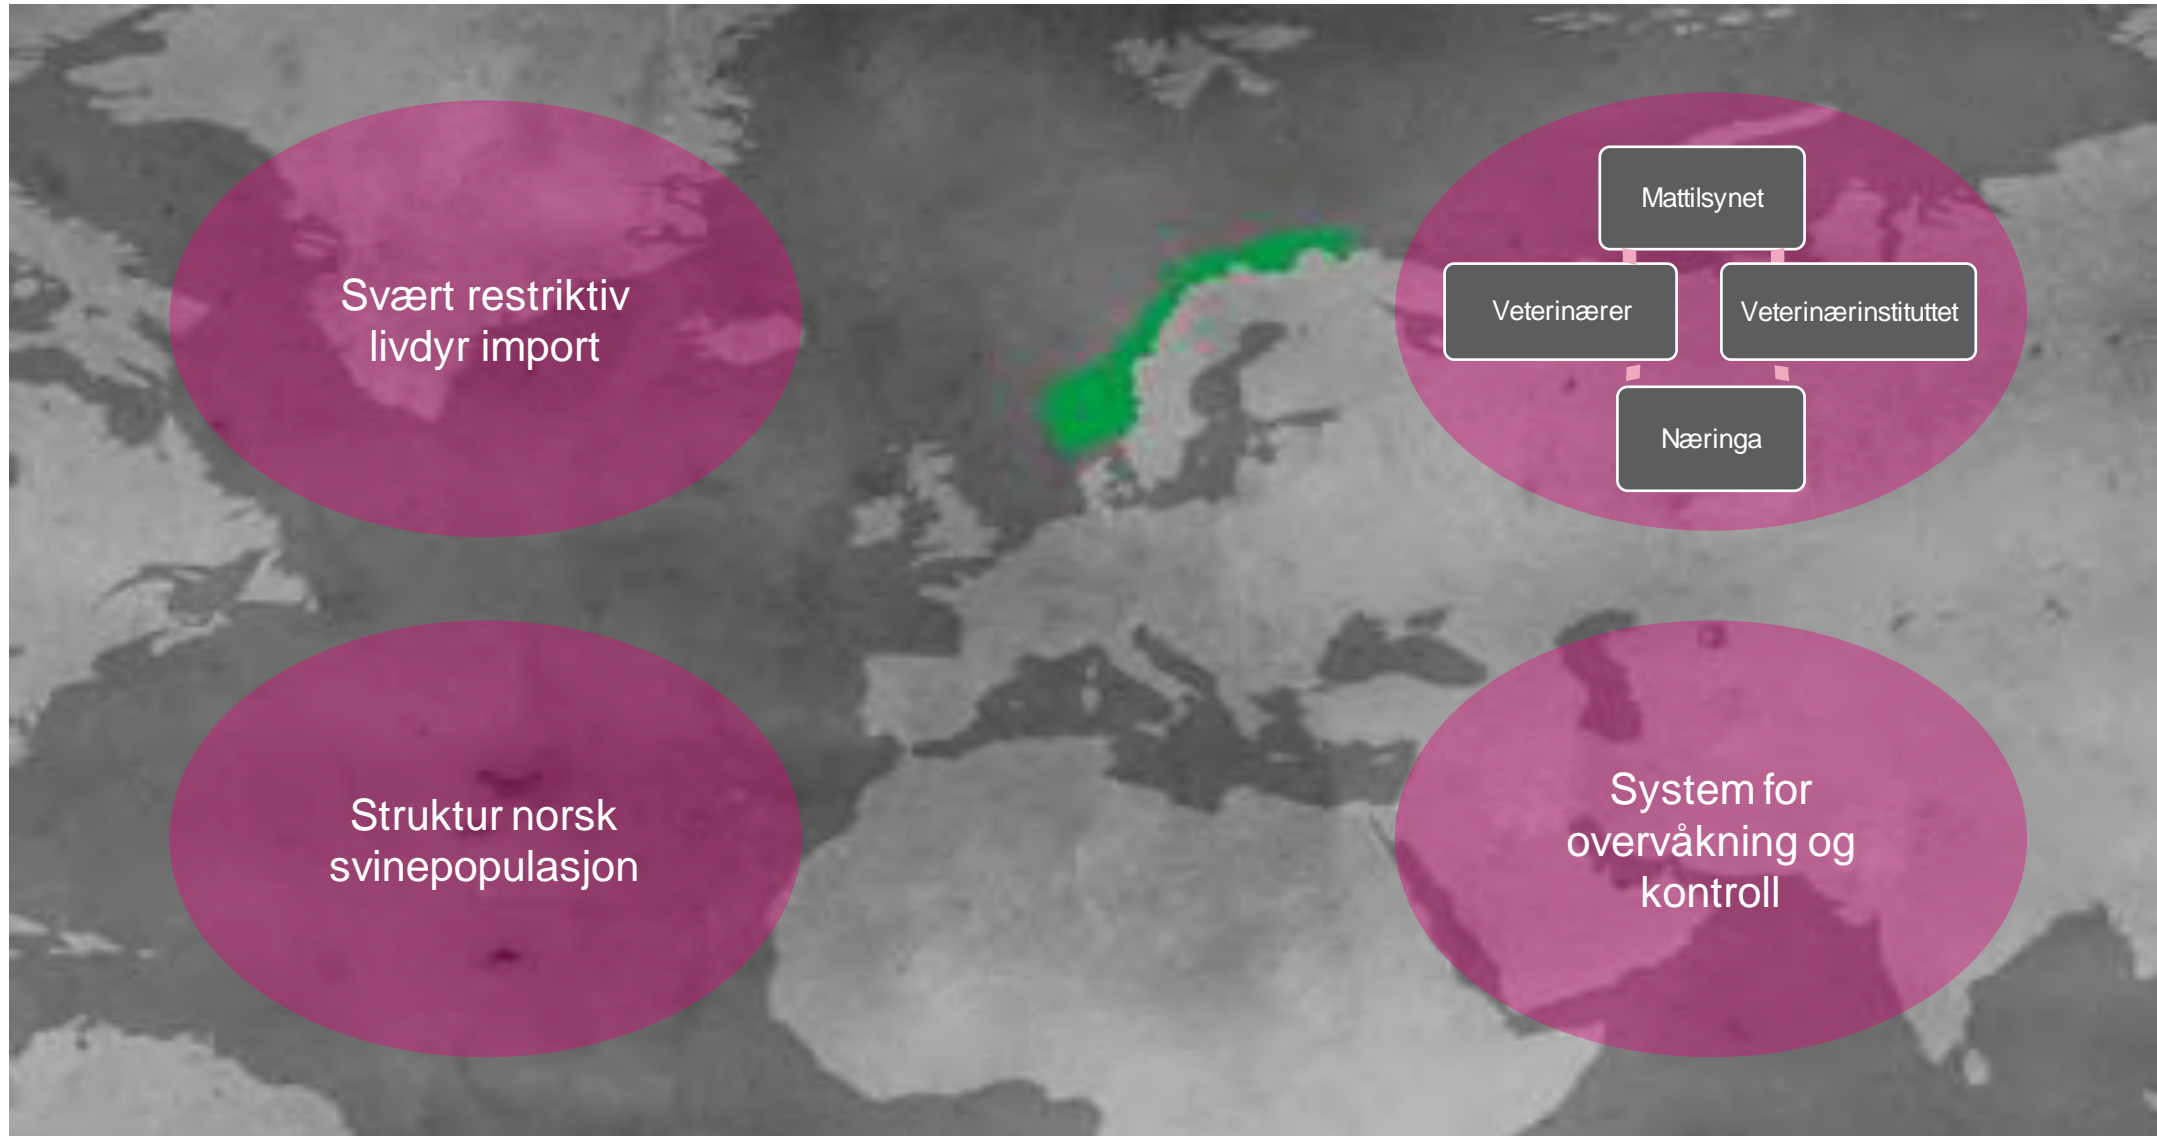 Svært restriktiv
livdyr import
Mattilsynet
Veterinærer
Veterinærinstituttet
Næringa
Struktur norsk
svinepopulasjon
System for
overvåkning og
kontroll